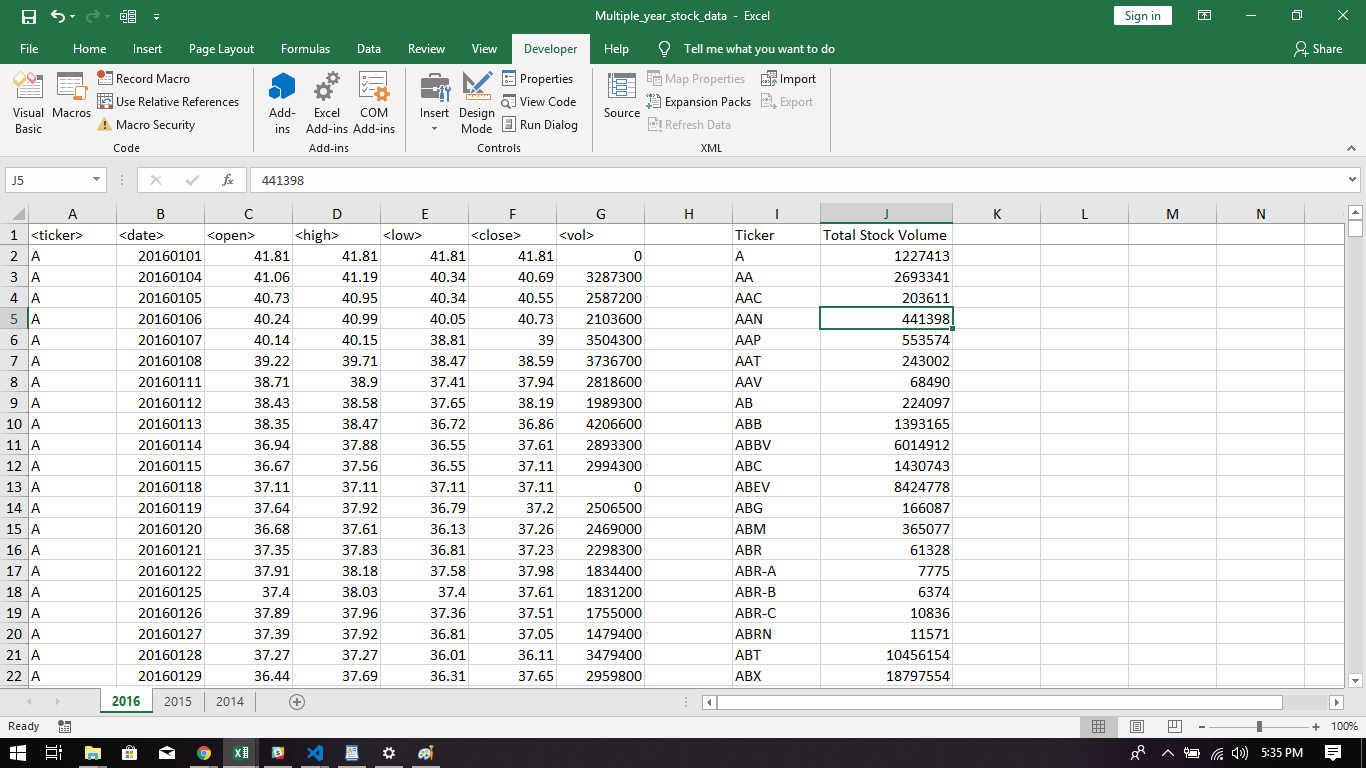 Multiple_year_stock_data - Excel
Sign in
File Home Insert Page Layout Formulas Data Review View Developer Help Tell me what you want to do Share
Visual Basic
Macros
Record Macro
Use Relative References
Macro Security
Code
Add-ins
Excel Add-ins
COM Add-ins
Add-ins
Insert
Design Mode
Properties
View Code
Run Dialog
Controls
Source
Map Properties
Expansion Packs
Refresh Data
Import
Export
XML
J5 fx 441398
A B C D E F G H I J K L M N
1 <ticker> <date> <open> <high> <low> <close> <vol> Ticker Total Stock Volume
2 A 20160101 41.81 41.81 41.81 41.81 0 A 1227413
3 A 20160104 41.06 41.19 40.34 40.69 3287300 AA 2693341
4 A 20160105 40.73 40.95 40.34 40.55 2587200 AAC 203611
5 A 20160106 40.24 40.99 40.05 40.73 2103600 AAN 441398
6 A 20160107 40.14 40.15 38.81 39 3504300 AAP 553574
7 A 20160108 39.22 39.71 38.47 38.59 3736700 AAT 243002
8 A 20160111 38.71 38.9 37.41 37.94 2818600 AAV 68490
9 A 20160112 38.43 38.58 37.65 38.19 1989300 AB 224097
10 A 20160113 38.35 38.47 36.72 36.86 4206600 ABB 1393165
11 A 20160114 36.94 37.88 36.55 37.61 2893300 ABBV 6014912
12 A 20160115 36.67 37.56 36.55 37.11 2994300 ABC 1430743
13 A 20160118 37.11 37.11 37.11 37.11 0 ABEV 8424778
14 A 20160119 37.64 37.92 36.79 37.2 2506500 ABG 166087
15 A 20160120 36.68 37.61 36.13 37.26 2469000 ABM 365077
16 A 20160121 37.35 37.83 36.81 37.23 2298300 ABR 61328
17 A 20160122 37.91 38.18 37.58 37.98 1834400 ABR-A 7775
18 A 20160125 37.4 38.03 37.4 37.61 1831200 ABR-B 6374
19 A 20160126 37.89 37.96 37.36 37.51 1755000 ABR-C 10836
20 A 20160127 37.39 37.92 36.81 37.05 1479400 ABRN 11571
21 A 20160128 37.27 37.27 36.01 36.11 3479400 ABT 10456154
22 A 20160129 36.44 37.69 36.31 37.65 2959800 ABX 18797554
2016 2015 2014
Ready 100%
5:35 PM